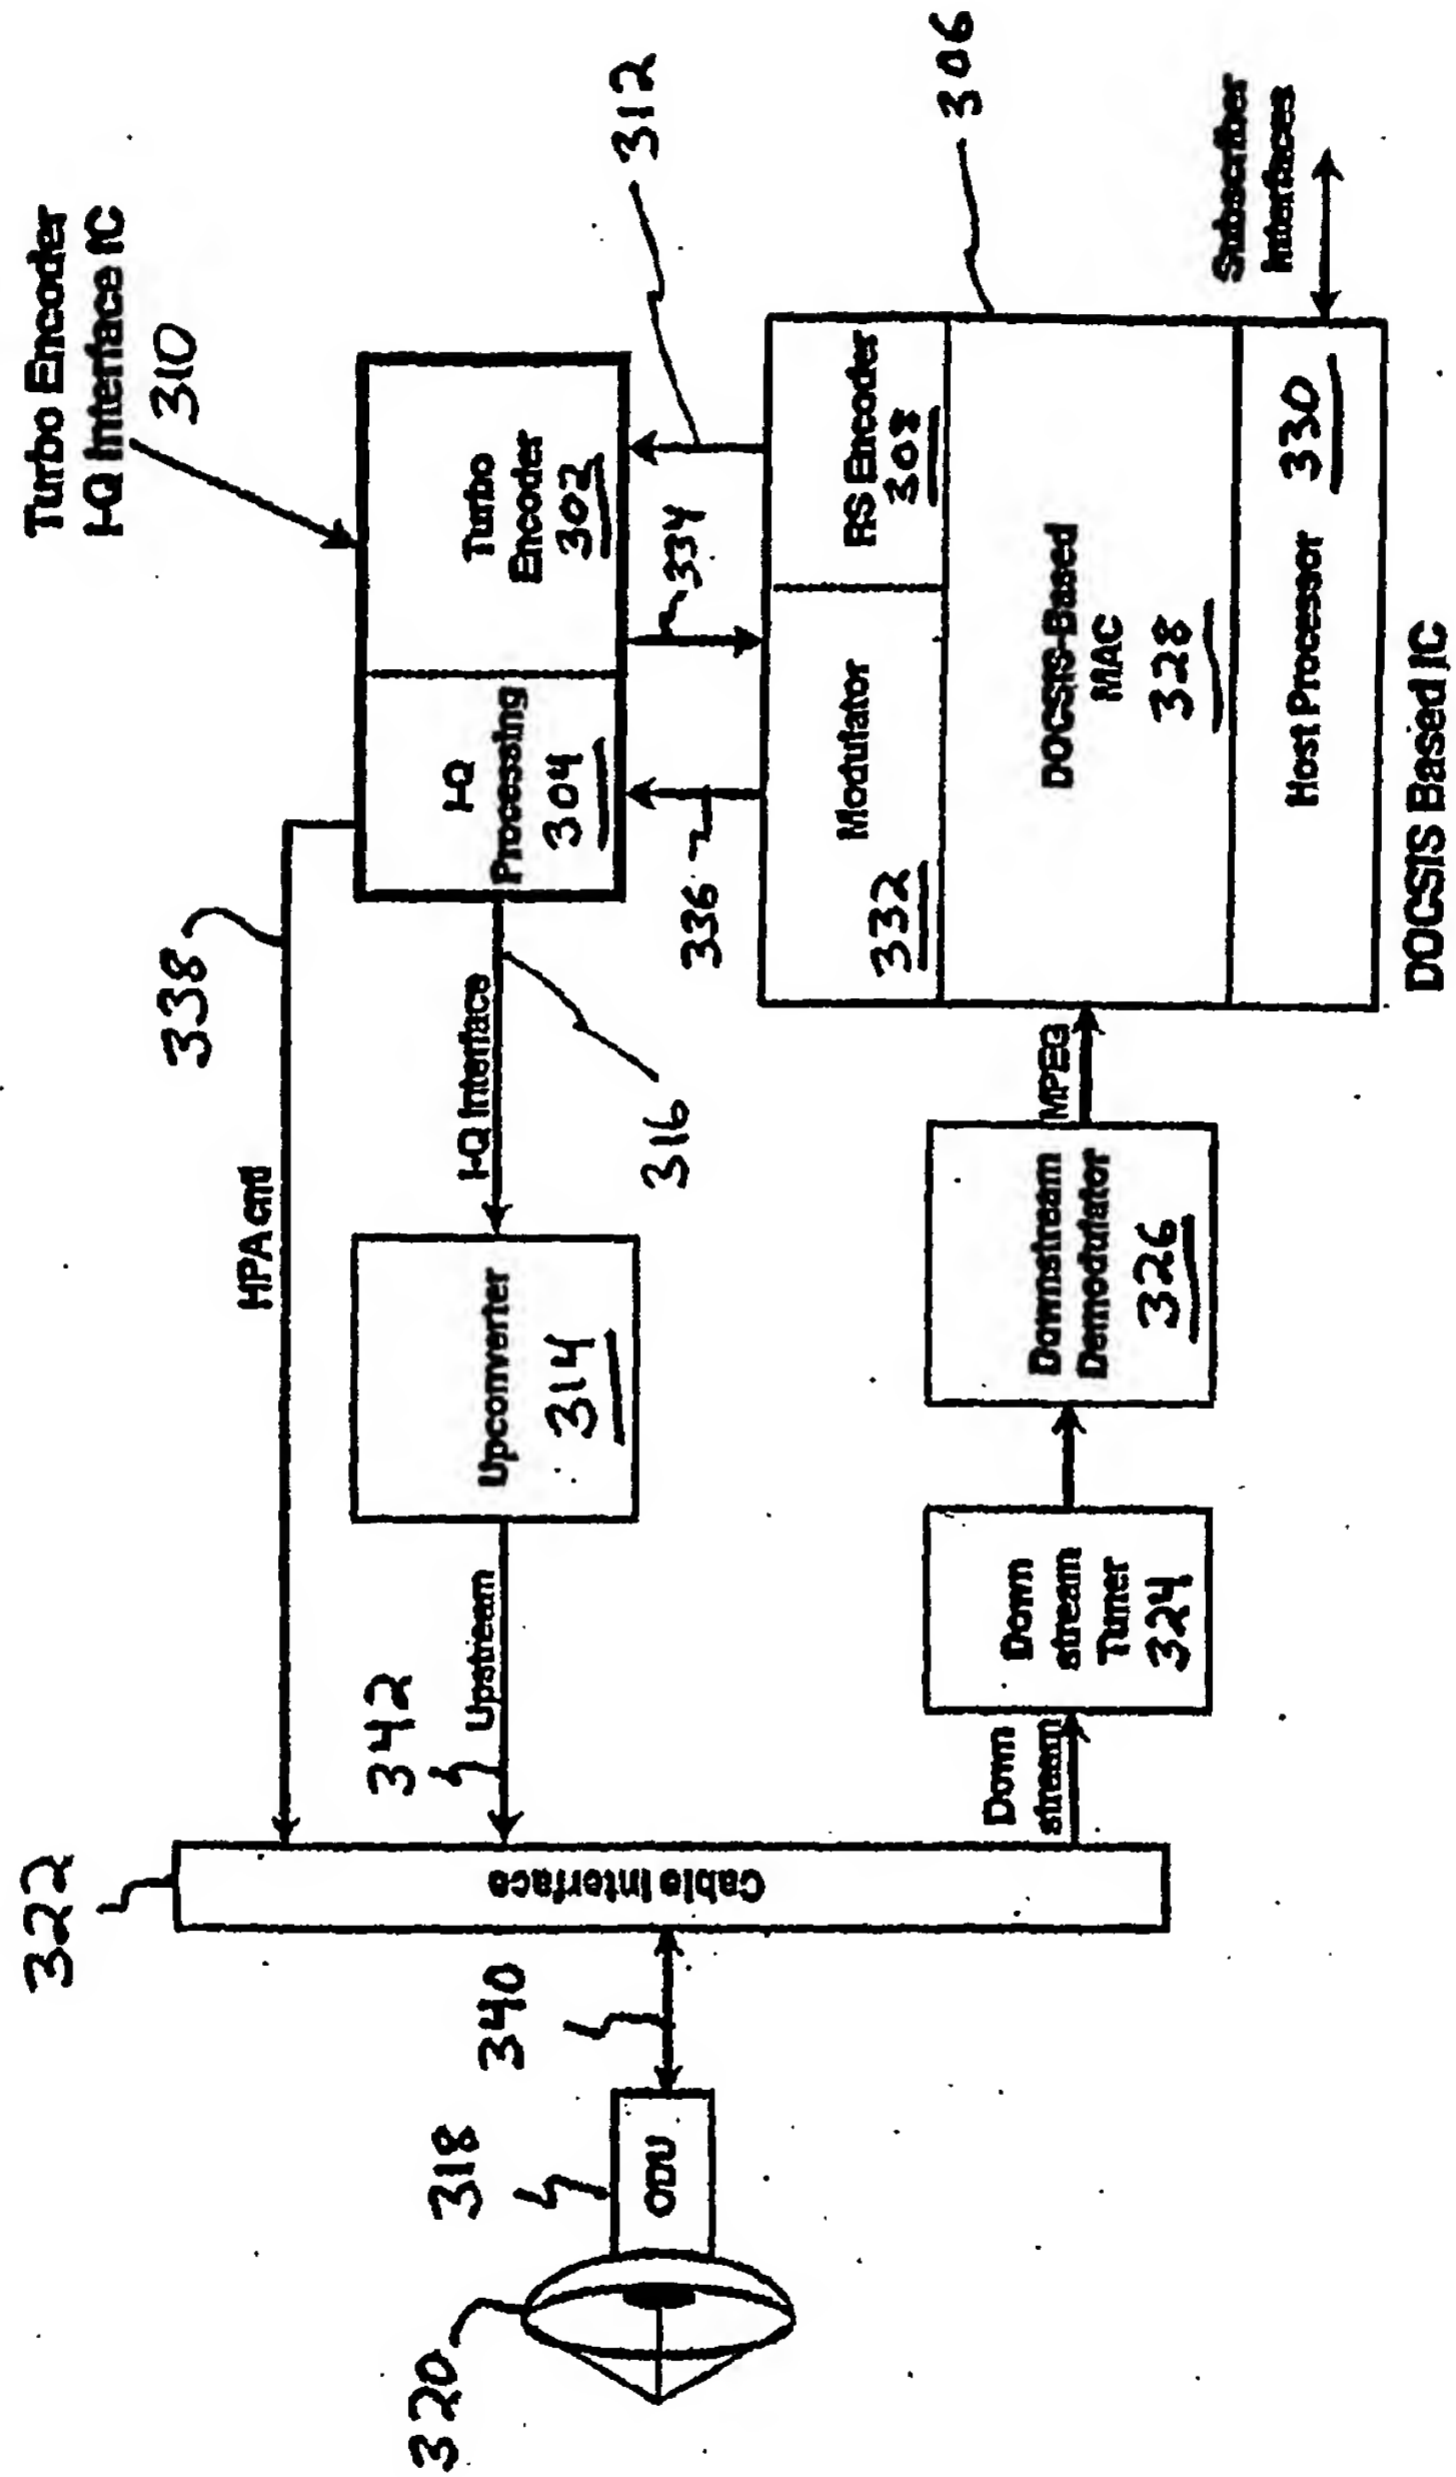 322
Turbo Encoder
I-Q Interface IC
310
338
HPA cntl
320
318
340
342
Upstream
Upconverter
314
I-Q Interface
316
I-Q
Processing
304
Turbo
Encoder
302
312
336
334
ODU
Cable Interface
Modulator
332
RS Encoder
308
306
Down
stream
Down
stream
Tuner
324
Downstream
Demodulator
326
MPEG
DOCSIS-Based
MAC
328
Host Processor 330
Subscriber
Interfaces
DOCSIS Based IC